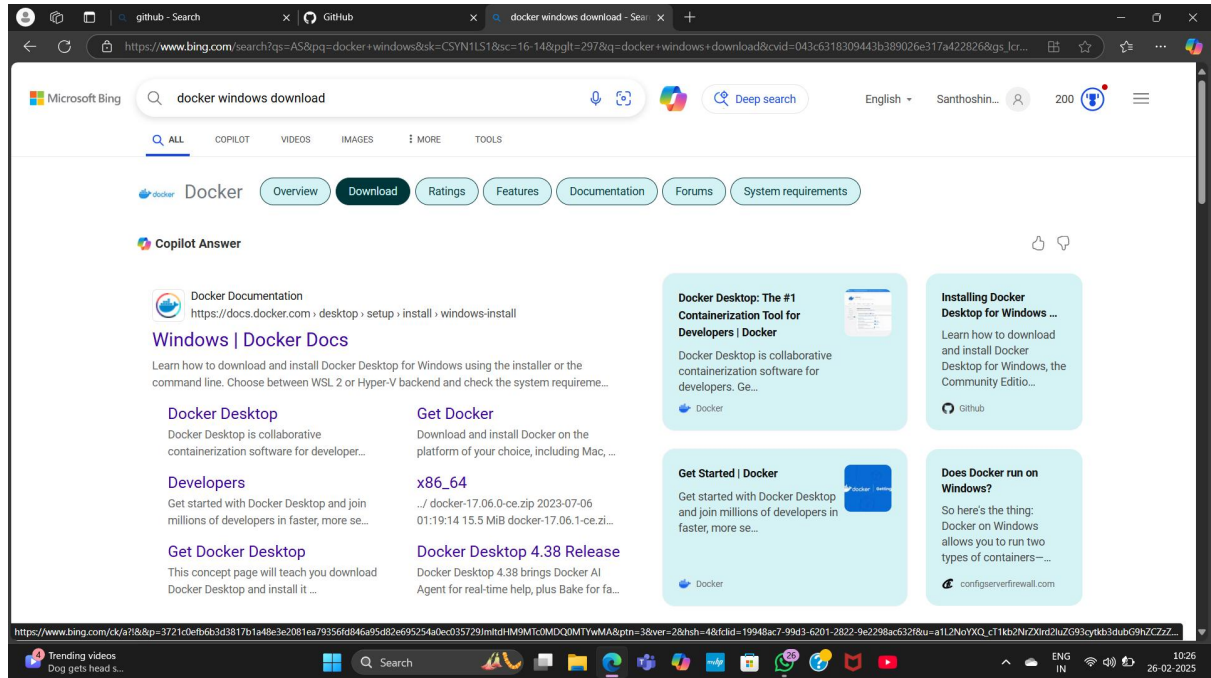 github - Search
GitHub
docker windows download - Sear
https://www.bing.com/search?qs=AS&pq=docker+windows&sk=CSYN1LS1&sc=16-14&pglt=297&q=docker+windows+download&cvid=043c6318309443b389026e317a422826&gs_lcr...
Microsoft Bing
docker windows download
Deep search
English
Santhoshin...
200
ALL
COPILOT
VIDEOS
IMAGES
MORE
TOOLS
docker
Docker
Overview
Download
Ratings
Features
Documentation
Forums
System requirements
Copilot Answer
Docker Documentation
https://docs.docker.com › desktop › setup › install › windows-install
Windows | Docker Docs
Learn how to download and install Docker Desktop for Windows using the installer or the
command line. Choose between WSL 2 or Hyper-V backend and check the system requireme...
Docker Desktop
Docker Desktop is collaborative
containerization software for developer...
Get Docker
Download and install Docker on the
platform of your choice, including Mac, ...
Developers
Get started with Docker Desktop and join
millions of developers in faster, more se...
x86_64
../ docker-17.06.0-ce.zip 2023-07-06
01:19:14 15.5 MiB docker-17.06.1-ce.zi...
Get Docker Desktop
This concept page will teach you download
Docker Desktop and install it ...
Docker Desktop 4.38 Release
Docker Desktop 4.38 brings Docker AI
Agent for real-time help, plus Bake for fa...
Docker Desktop: The #1
Containerization Tool for
Developers | Docker
Docker Desktop is collaborative
containerization software for
developers. Ge...
Docker
Installing Docker
Desktop for Windows ...
Learn how to download
and install Docker
Desktop for Windows, the
Community Editio...
Github
Get Started | Docker
Get started with Docker Desktop
and join millions of developers in
faster, more se...
Docker
Does Docker run on
Windows?
So here's the thing:
Docker on Windows
allows you to run two
types of containers—...
configserverfirewall.com
4
Trending videos
Dog gets head s...
Search
26
ENG
IN
10:26
26-02-2025